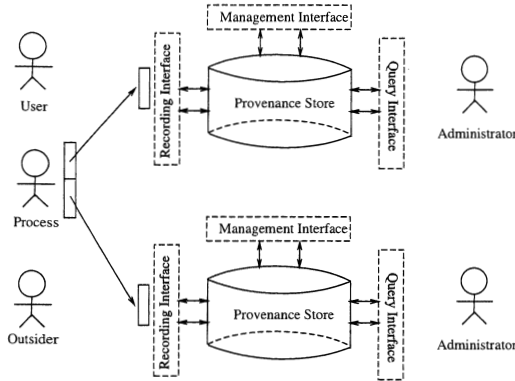 Management Interface
User
Recording Interface
Provenance Store
Query Interface
Administrator
Process
Management Interface
Outsider
Recording Interface
Provenance Store
Query Interface
Administrator